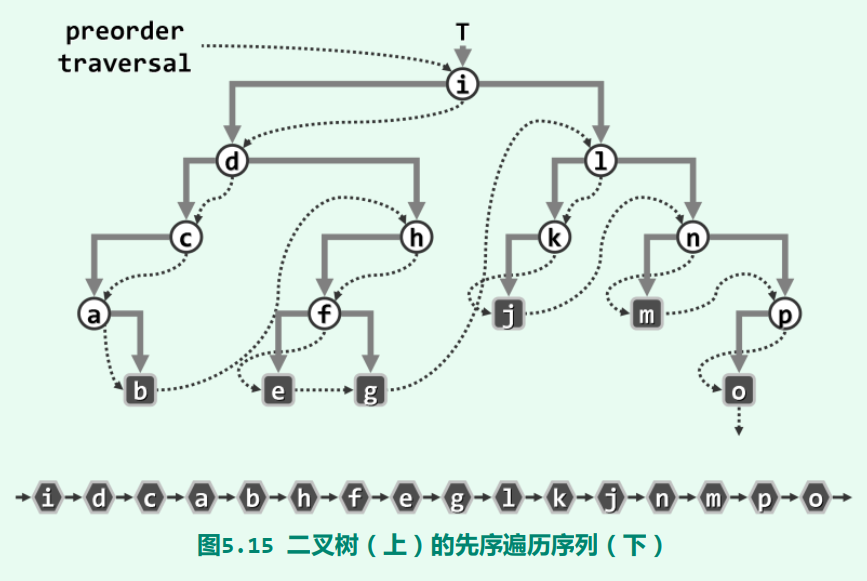 preorder
traversal
T
i
d
l
c
h
k
n
a
f
j
m
p
b
e
g
o
i d c a b h f e g l k j n m p o
图5.15 二叉树（上）的先序遍历序列（下）